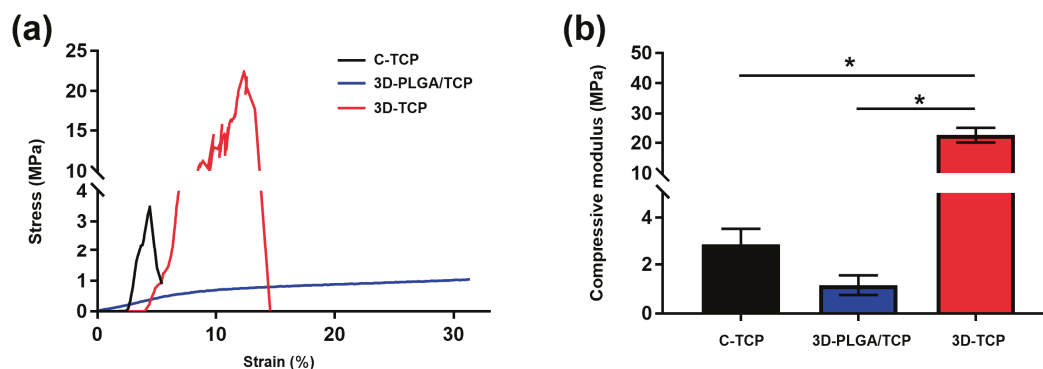 (a)
Stress (MPa)
25
20
15
10
4
3
2
1
0
0
10
20
30
Strain (%)
C-TCP
3D-PLGA/TCP
3D-TCP
(b)
Compressive modulus (MPa)
50
40
30
20
10
4
2
0
*
*
C-TCP
3D-PLGA/TCP
3D-TCP